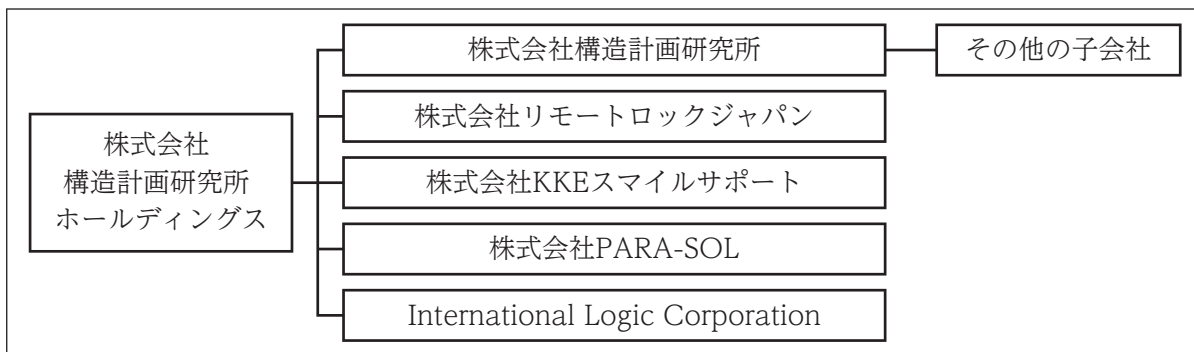 株式会社
構造計画研究所
ホールディングス
株式会社構造計画研究所
その他の子会社
株式会社リモートロックジャパン
株式会社KKEスマイルサポート
株式会社PARA-SOL
International Logic Corporation